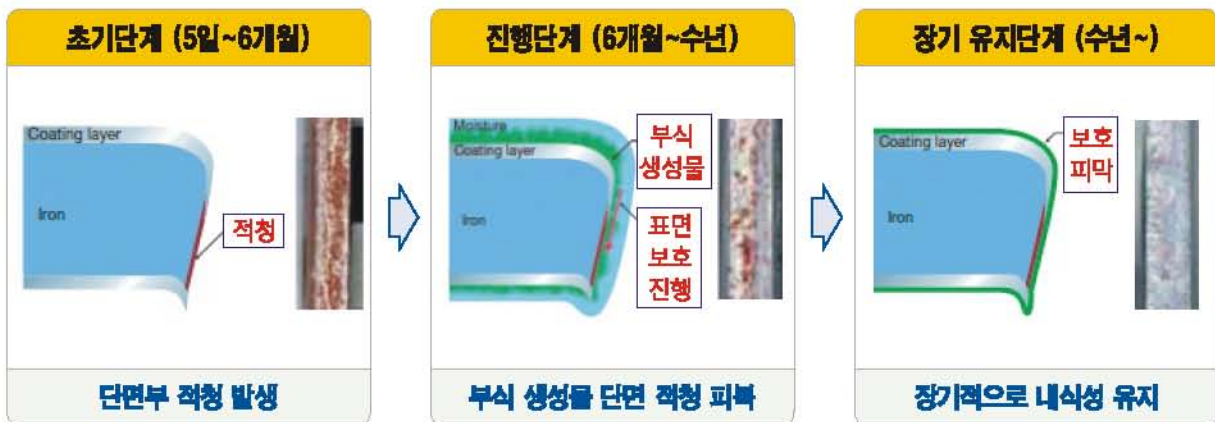 초기단계 (5일~6개월)
Coating layer
Iron
적청
단면부 적청 발생
진행단계 (6개월~수년)
Moisture
Coating layer
Iron
부식
생성물
표면
보호
진행
부식 생성물 단면 적청 피복
장기 유지단계 (수년~)
Coating layer
Iron
보호
피막
장기적으로 내식성 유지